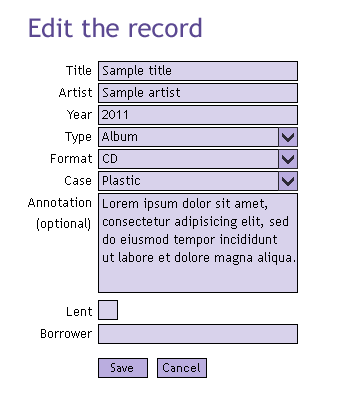 Edit the record
Title Sample title
Artist Sample artist
Year 2011
Type Album
Format CD
Case Plastic
Annotation (optional) Lorem ipsum dolor sit amet,
consectetur adipisicing elit, sed
do eiusmod tempor incididunt
ut labore et dolore magna aliqua.
Lent
Borrower
Save Cancel